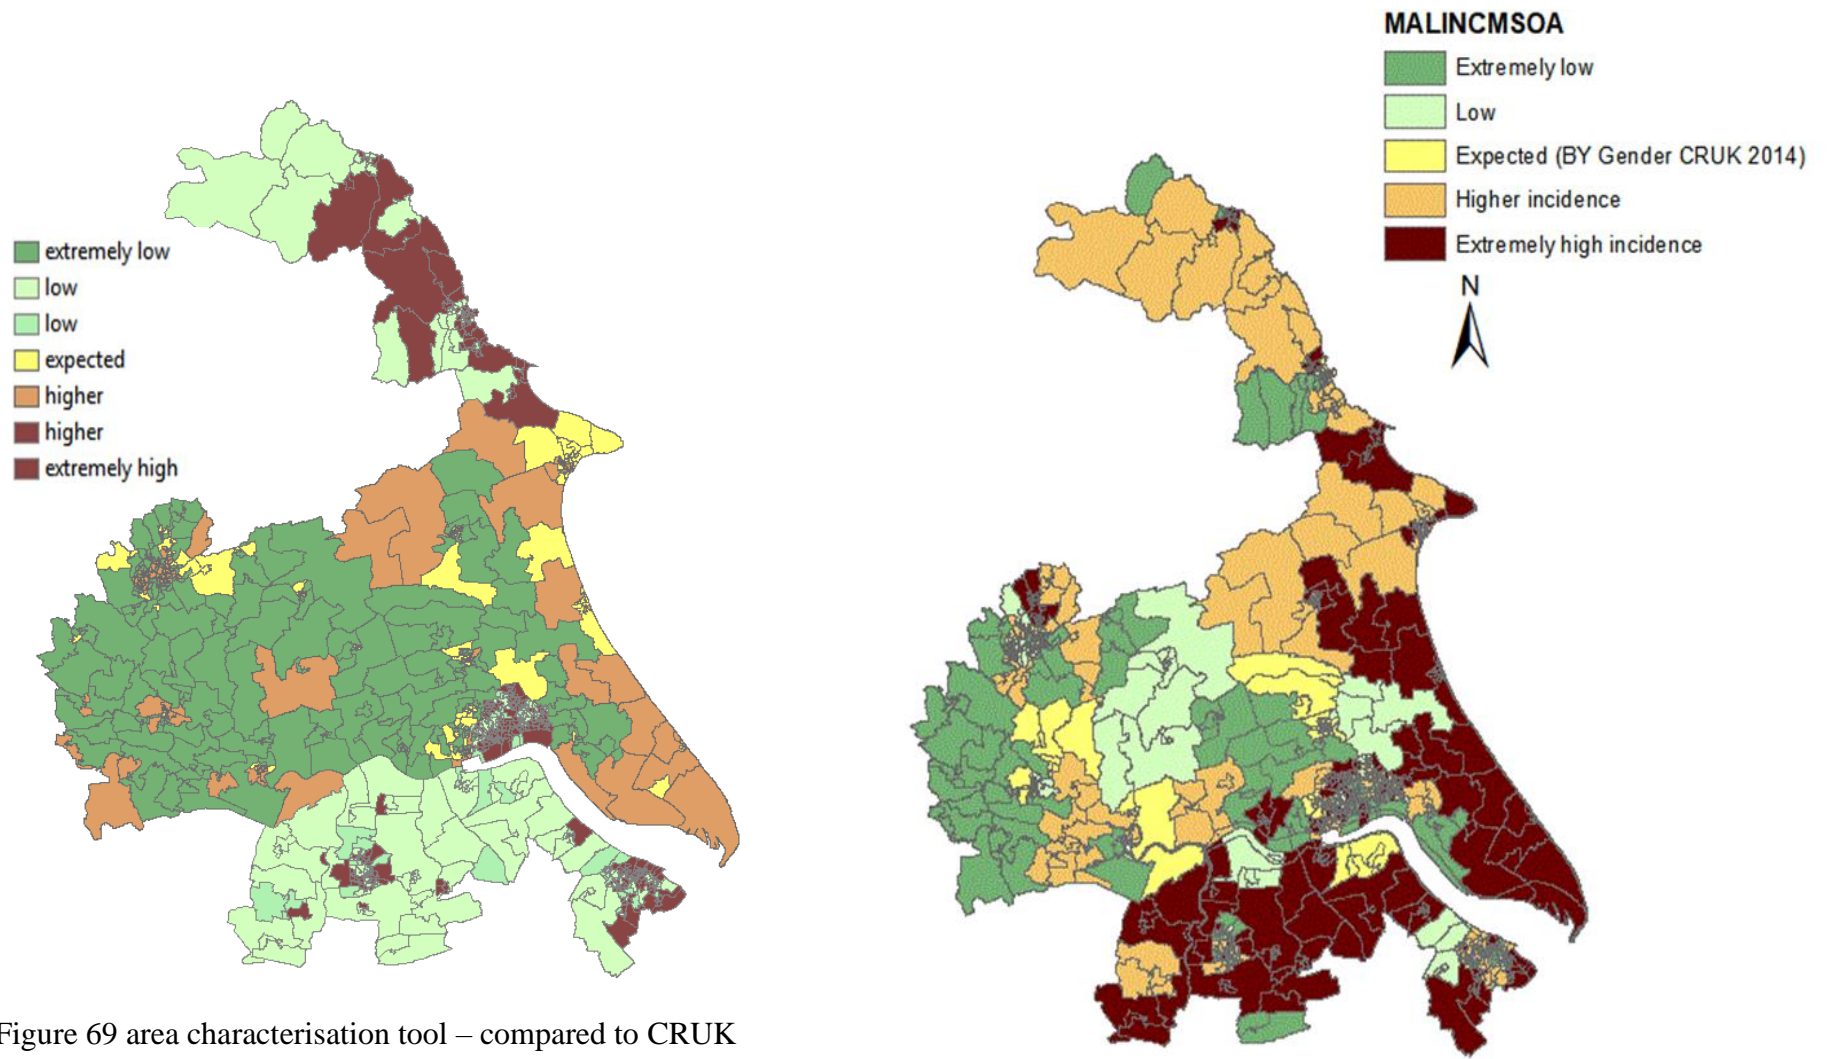 MALINCMSOA
Extremely low
Low
Expected (BY Gender CRUK 2014)
Higher incidence
Extremely high incidence
N
extremely low
low
low
expected
higher
higher
extremely high
Figure 69 area characterisation tool – compared to CRUK